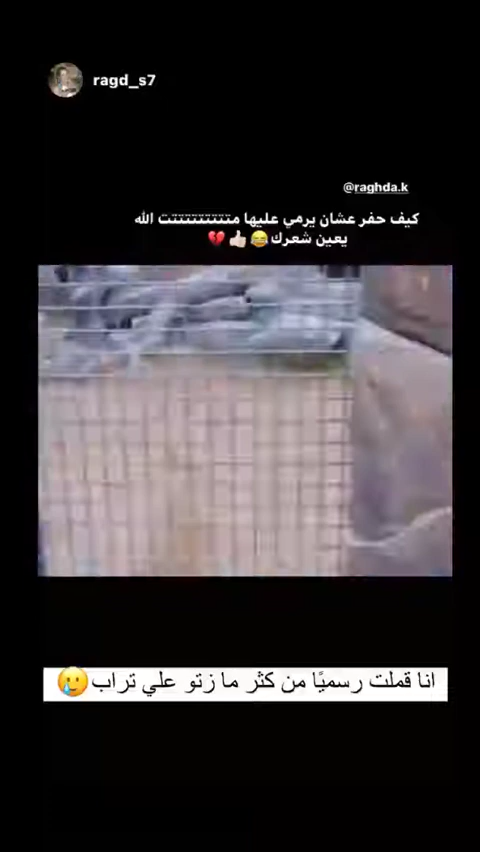 ragd_s7
@raghda.k
كيف حفر عشان يرمي عليها متتتتتتتتتت الله
يعين شعرك😂👍🏻💔
انا قملت رسميًا من كثر ما زتو علي تراب🥲